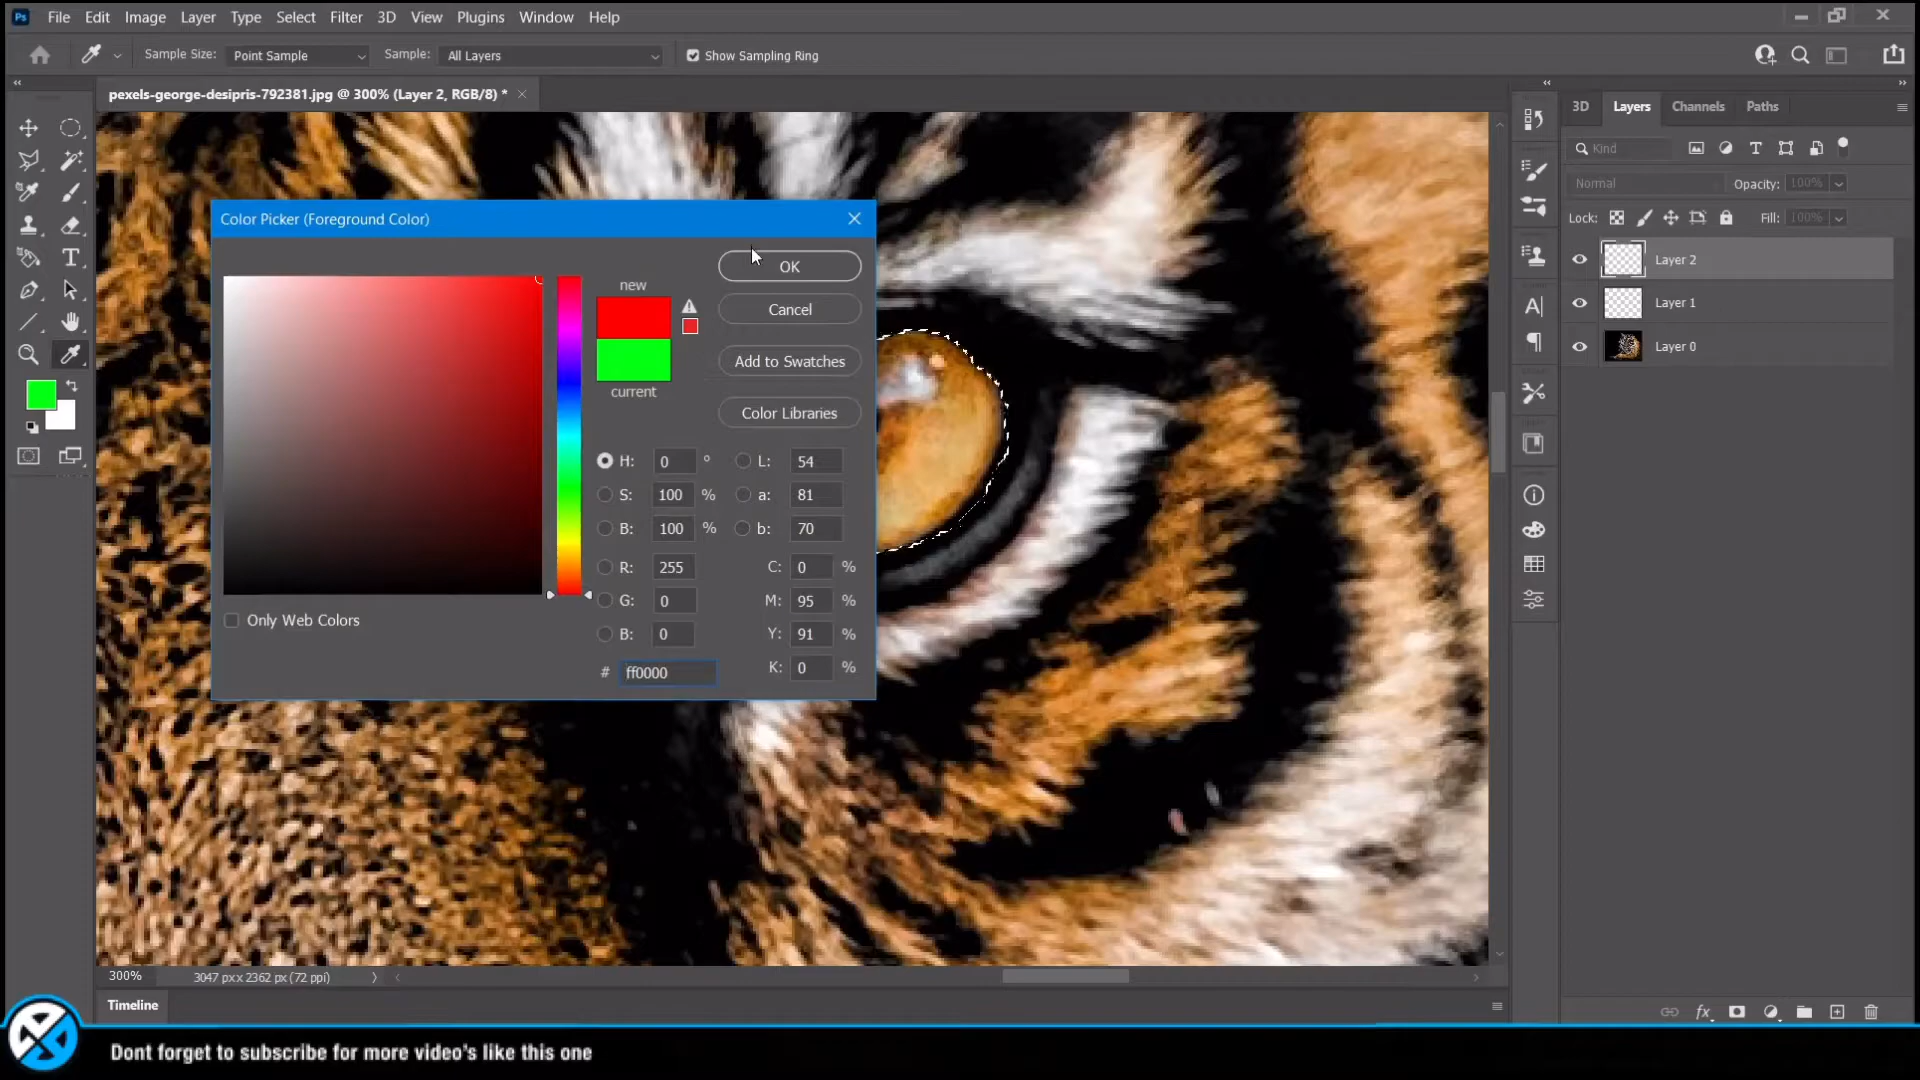 Ps File Edit Image Layer Type Select Filter 3D View Plugins Window Help
Sample Size: Point Sample Sample: All Layers Show Sampling Ring
pexels-george-desipris-792381.jpg @ 300% (Layer 2, RGB/8) *
3D Layers Channels Paths
Kind
Normal Opacity: 100%
Lock: Fill: 100%
Layer 2
Layer 1
Layer 0
Color Picker (Foreground Color)
new
current
OK
Cancel
Add to Swatches
Color Libraries
H: 0 ° L: 54
S: 100 % a: 81
B: 100 % b: 70
R: 255 C: 0 %
G: 0 M: 95 %
B: 0 Y: 91 %
# ff0000 K: 0 %
Only Web Colors
300% 3047 px x 2362 px (72 ppi)
Timeline
Dont forget to subscribe for more video's like this one